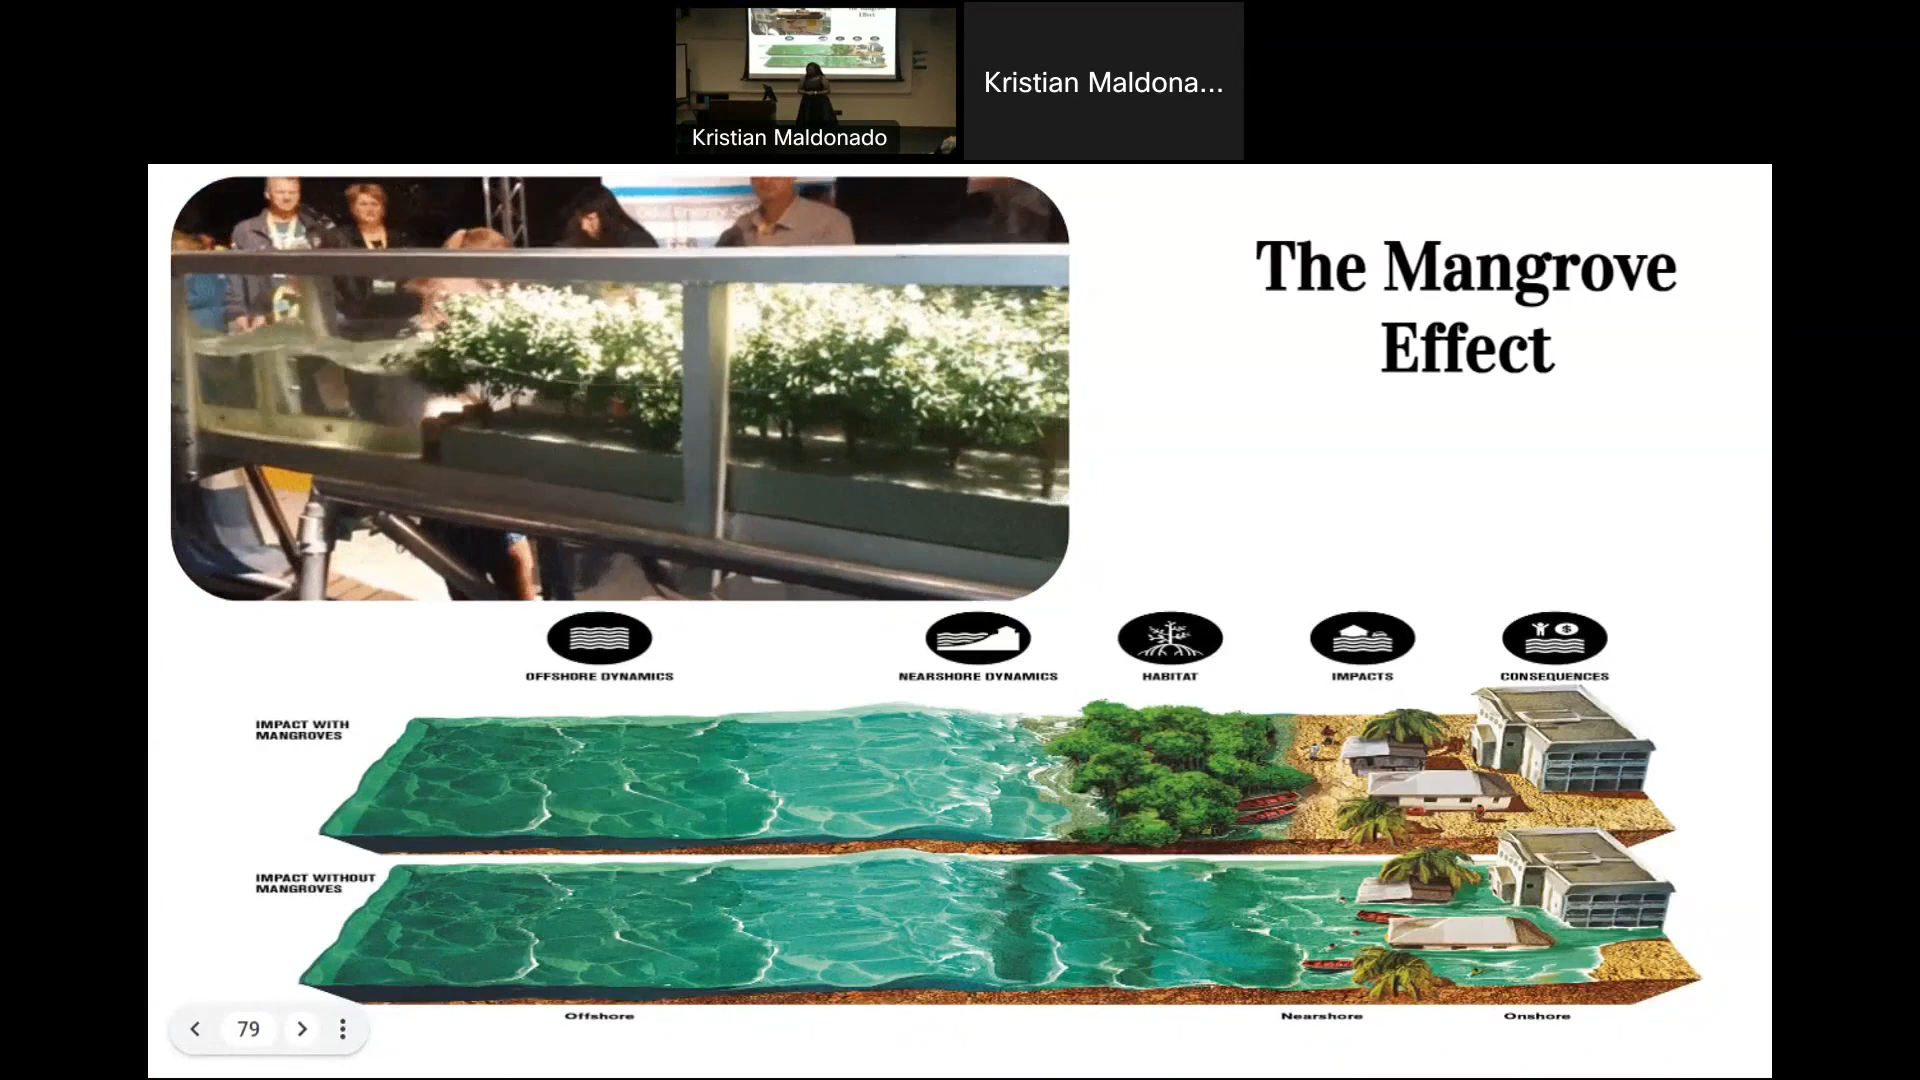 Kristian Maldonado
Kristian Maldona...
The Mangrove
Effect
OFFSHORE DYNAMICS
NEARSHORE DYNAMICS
HABITAT
IMPACTS
CONSEQUENCES
IMPACT WITH
MANGROVES
IMPACT WITHOUT
MANGROVES
Offshore
Nearshore
Onshore
79